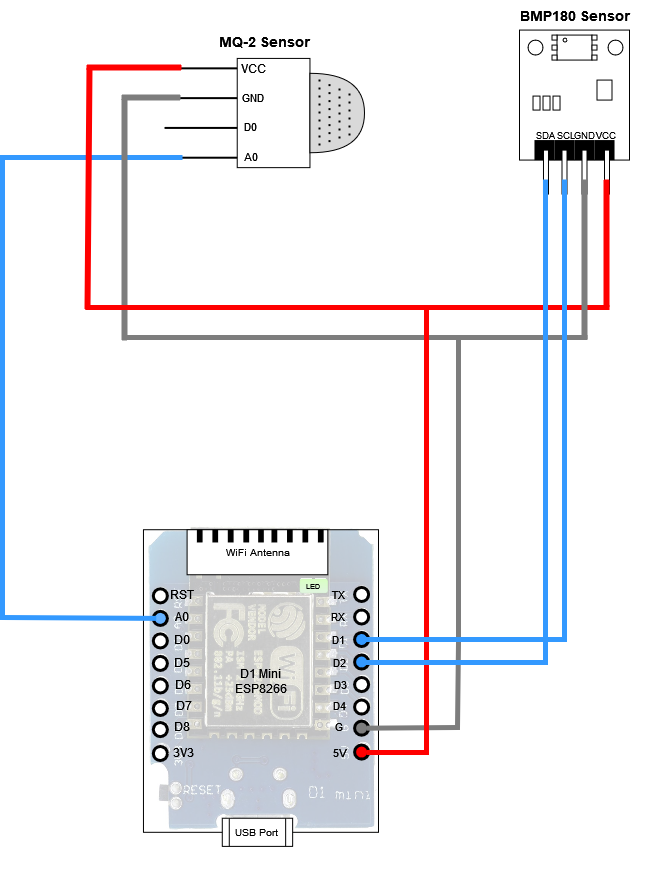 BMP180 Sensor
MQ-2 Sensor
VCC
GND
D0
A0
SDA SCL GND VCC
WiFi Antenna
LED
RST
A0
D0
D5
D6
D7
D8
3V3
TX
RX
D1
D2
D3
D4
G
5V
D1 Mini
ESP8266
FC
WiFi
RESET
D1 mini
USB Port